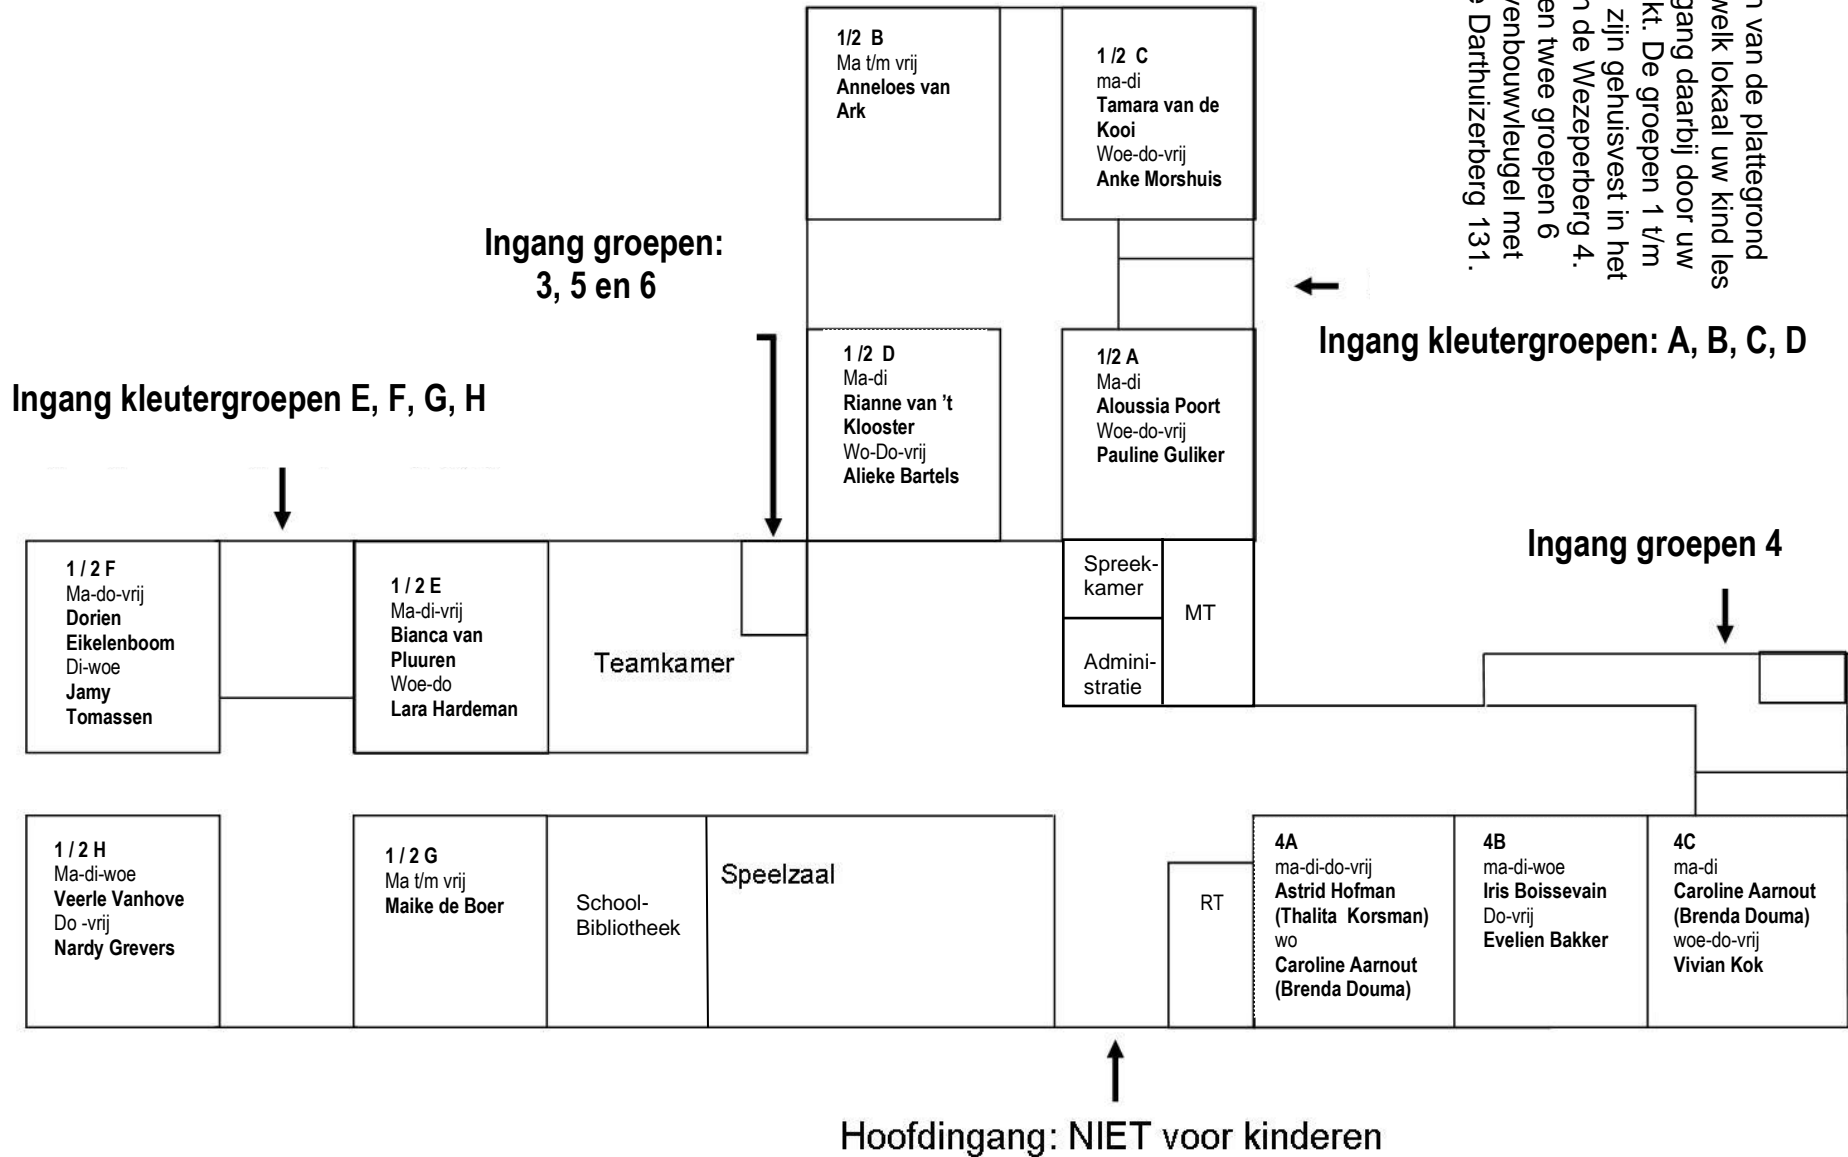 1/2 B
Ma t/m vrij
Anneloes van
Ark
1 /2 C
ma-di
Tamara van de
Kooi
Woe-do-vrij
Anke Morshuis
van de plattegrond
welk lokaal uw kind les
gang daarbij door uw
De groepen 1 t/m
zijn gehuisvest in het
de Wezeperberg 4.
en twee groepen 6
venbouwvleugel met
Darthuizerberg 131.
Ingang groepen:
3, 5 en 6
Ingang kleutergroepen: A, B, C, D
1 /2 D
Ma-di
Rianne van ’t
Klooster
Wo-Do-vrij
Alieke Bartels
1/2 A
Ma-di
Aloussia Poort
Woe-do-vrij
Pauline Guliker
Ingang kleutergroepen E, F, G, H
Ingang groepen 4
1 / 2 F
Ma-do-vrij
Dorien
Eikelenboom
Di-woe
Jamy
Tomassen
1 / 2 E
Ma-di-vrij
Bianca van
Pluuren
Woe-do
Lara Hardeman
Teamkamer
Spreek-
kamer
MT
Admini-
stratie
1 / 2 H
Ma-di-woe
Veerle Vanhove
Do -vrij
Nardy Grevers
1 / 2 G
Ma t/m vrij
Maike de Boer
School-
Bibliotheek
Speelzaal
RT
4A
ma-di-do-vrij
Astrid Hofman
(Thalita Korsman)
wo
Caroline Aarnout
(Brenda Douma)
4B
ma-di-woe
Iris Boissevain
Do-vrij
Evelien Bakker
4C
ma-di
Caroline Aarnout
(Brenda Douma)
woe-do-vrij
Vivian Kok
Hoofdingang: NIET voor kinderen